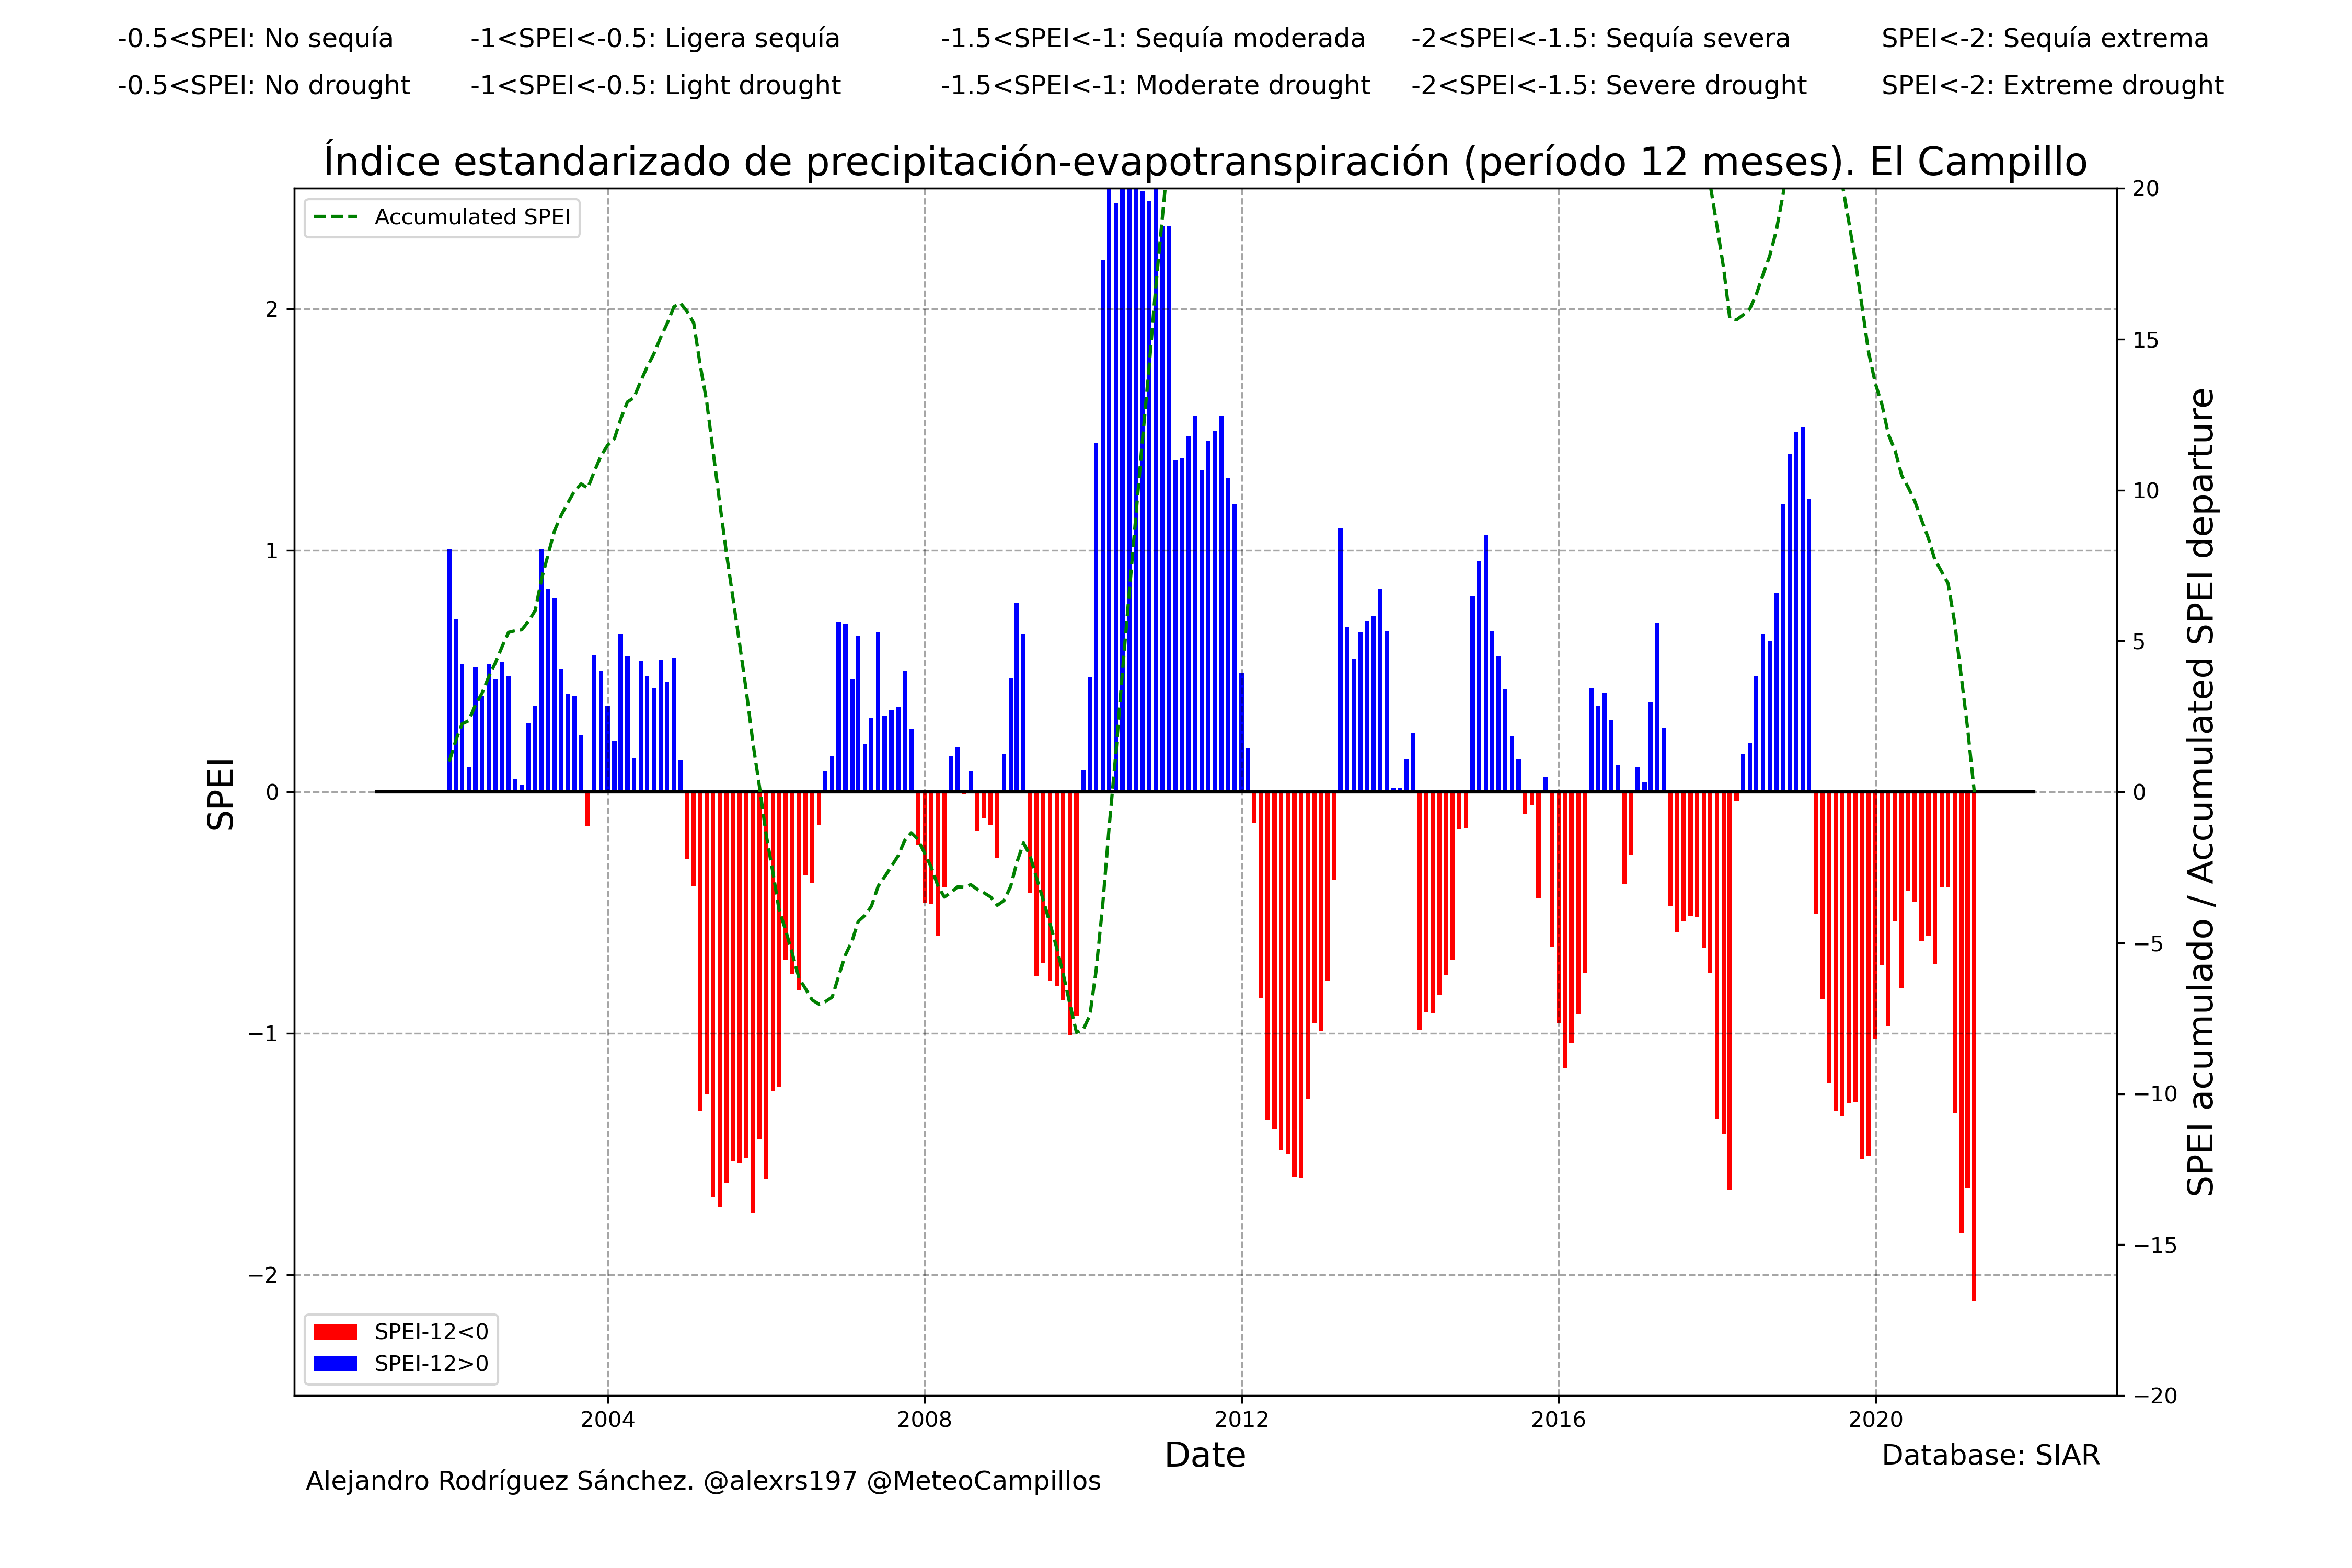 -0.5<SPEI: No sequía -1<SPEI<-0.5: Ligera sequía -1.5<SPEI<-1: Sequía moderada -2<SPEI<-1.5: Sequía severa SPEI<-2: Sequía extrema
-0.5<SPEI: No drought -1<SPEI<-0.5: Light drought -1.5<SPEI<-1: Moderate drought -2<SPEI<-1.5: Severe drought SPEI<-2: Extreme drought
Índice estandarizado de precipitación-evapotranspiración (período 12 meses). El Campillo
Accumulated SPEI
2
1
0
−1
−2
SPEI
20
15
10
5
0
−5
−10
−15
−20
SPEI acumulado / Accumulated SPEI departure
SPEI-12<0
SPEI-12>0
2004 2008 2012 2016 2020
Date
Database: SIAR
Alejandro Rodríguez Sánchez. @alexrs197 @MeteoCampillos